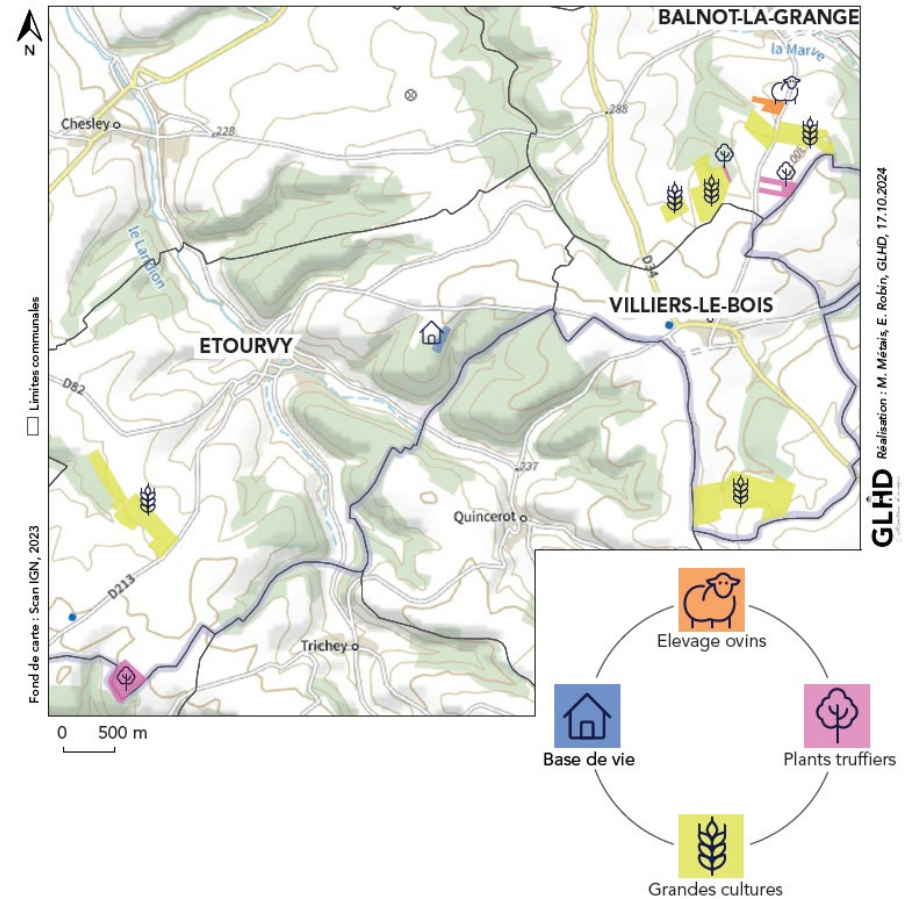 BALNOT-LA-GRANGE
N
la Marve
Chesley
228
288
300
le Landion
D34
VILLIERS-LE-BOIS
ETOURVY
D82
237
Quincerot
D213
Trichey
Limites communales
Fond de carte : Scan IGN, 2023
Réalisation : M. Métais, E. Robin, GLHD, 17.10.2024
GLHD
0 500 m
Elevage ovins
Base de vie
Plants truffiers
Grandes cultures